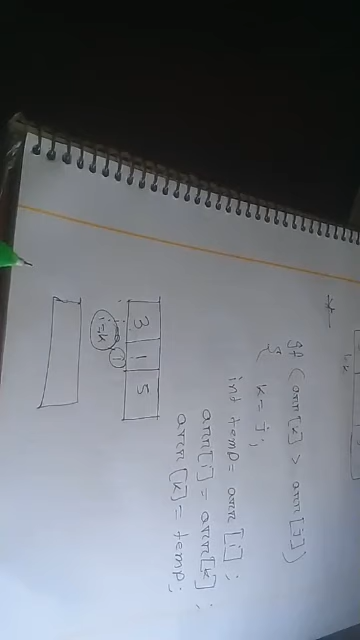 i=k
if (arr[k] > arr[j])
{ k = j;
int temp = arr[i];
arr[i] = arr[k];
arr[k] = temp;
3 1 5
i=k j